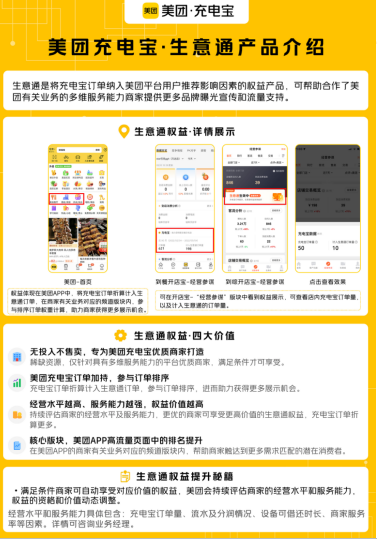 美团 美团·充电宝
美团充电宝·生意通产品介绍
生意通是将充电宝订单纳入美团平台用户推荐影响因素的权益产品，可帮助合作了美
团有关业务的多维服务能力商家提供更多品牌曝光宣传和流量支持。
生意通权益·详情展示
美团-首页
到餐开店宝-经营参谋
到综开店宝-经营参谋
点击查看效果
权益体现在美团APP中，将充电宝订单折算计入生
意通订单，在商家有关业务对应的频道版块内，参
与排序订单权重计算，助力商家获得更多展示机会。
可在开店宝-“经营参谋”版块中看到权益展示，可查看店内充电宝订单量，
以及计入生意通的订单量。
生意通权益·四大价值
无投入不售卖，专为美团充电宝优质商家打造
稀缺资源，仅针对具有多维服务能力的平台优质商家，满足条件才可享受。
美团充电宝订单加持，参与订单排序
充电宝订单折算计入生意通订单，参与订单排序，进而助力获得更多展示机会。
经营水平越高、服务能力越强，权益价值越高
持续评估商家的经营水平及服务能力，更优的商家可享受更高价值的生意通权益，充电宝订单折
算更多。
核心版块，美团APP高流量页面中的排名提升
在美团APP的商家有关业务对应的频道版块内，帮助商家触达到更多需求匹配的潜在消费者。
生意通权益提升秘籍
·满足条件商家可自动享受对应价值的权益，美团会持续评估商家的经营水平和服务能力，
权益的资格和价值动态调整。
经营水平和服务能力具体包含：充电宝订单量、流水及分润情况、设备可借还时长、商家服务
率等因素。详情可咨询业务经理。